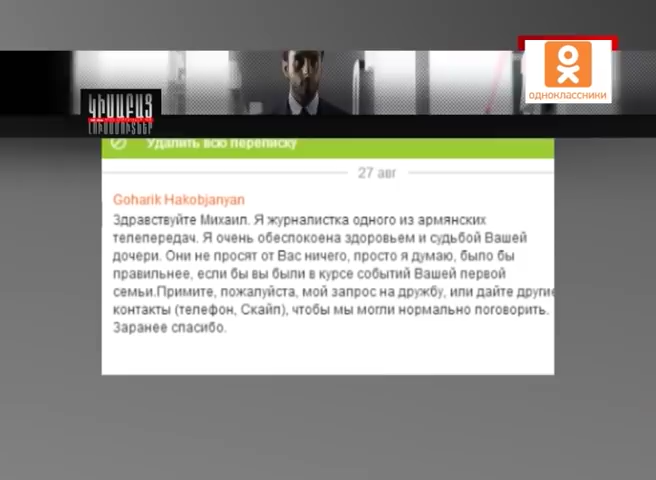 одноклассники
ԿԻՍԱԲԱՑ
ԼՈՒՍԱՄՈՒՏՆԵՐ
Удалить всю переписку
27 авг
Goharik Hakobjanyan
Здравствуйте Михаил. Я журналистка одного из армянских
телепередач. Я очень обеспокоена здоровьем и судьбой Вашей
дочери. Они не просят от Вас ничего, просто я думаю, было бы
правильнее, если бы вы были в курсе событий Вашей первой
семьи.Примите, пожалуйста, мой запрос на дружбу, или дайте другие
контакты (телефон, Скайп), чтобы мы могли нормально поговорить.
Заранее спасибо.